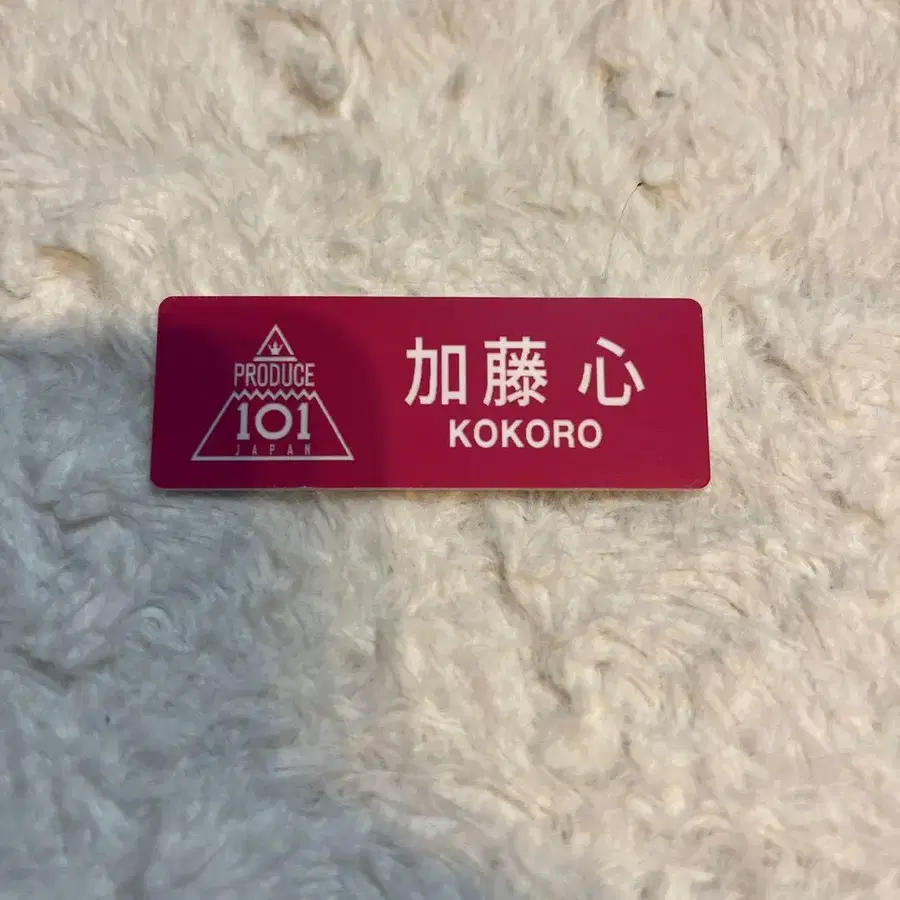 PRODUCE
101
JAPAN
加藤 心
KOKORO